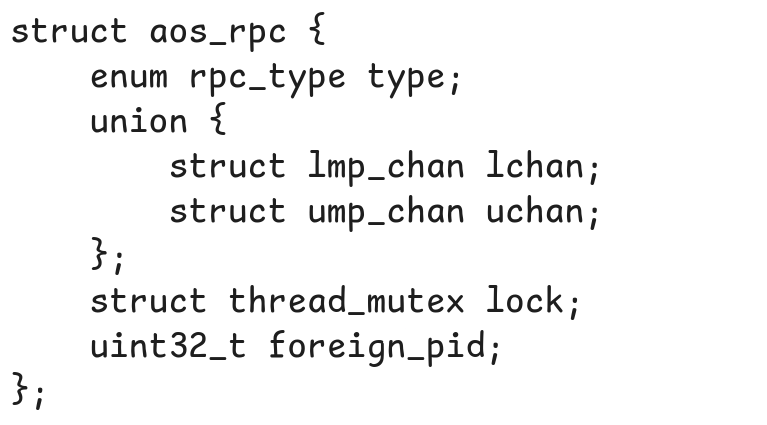 struct aos_rpc {
    enum rpc_type type;
    union {
        struct lmp_chan lchan;
        struct ump_chan uchan;
    };
    struct thread_mutex lock;
    uint32_t foreign_pid;
};